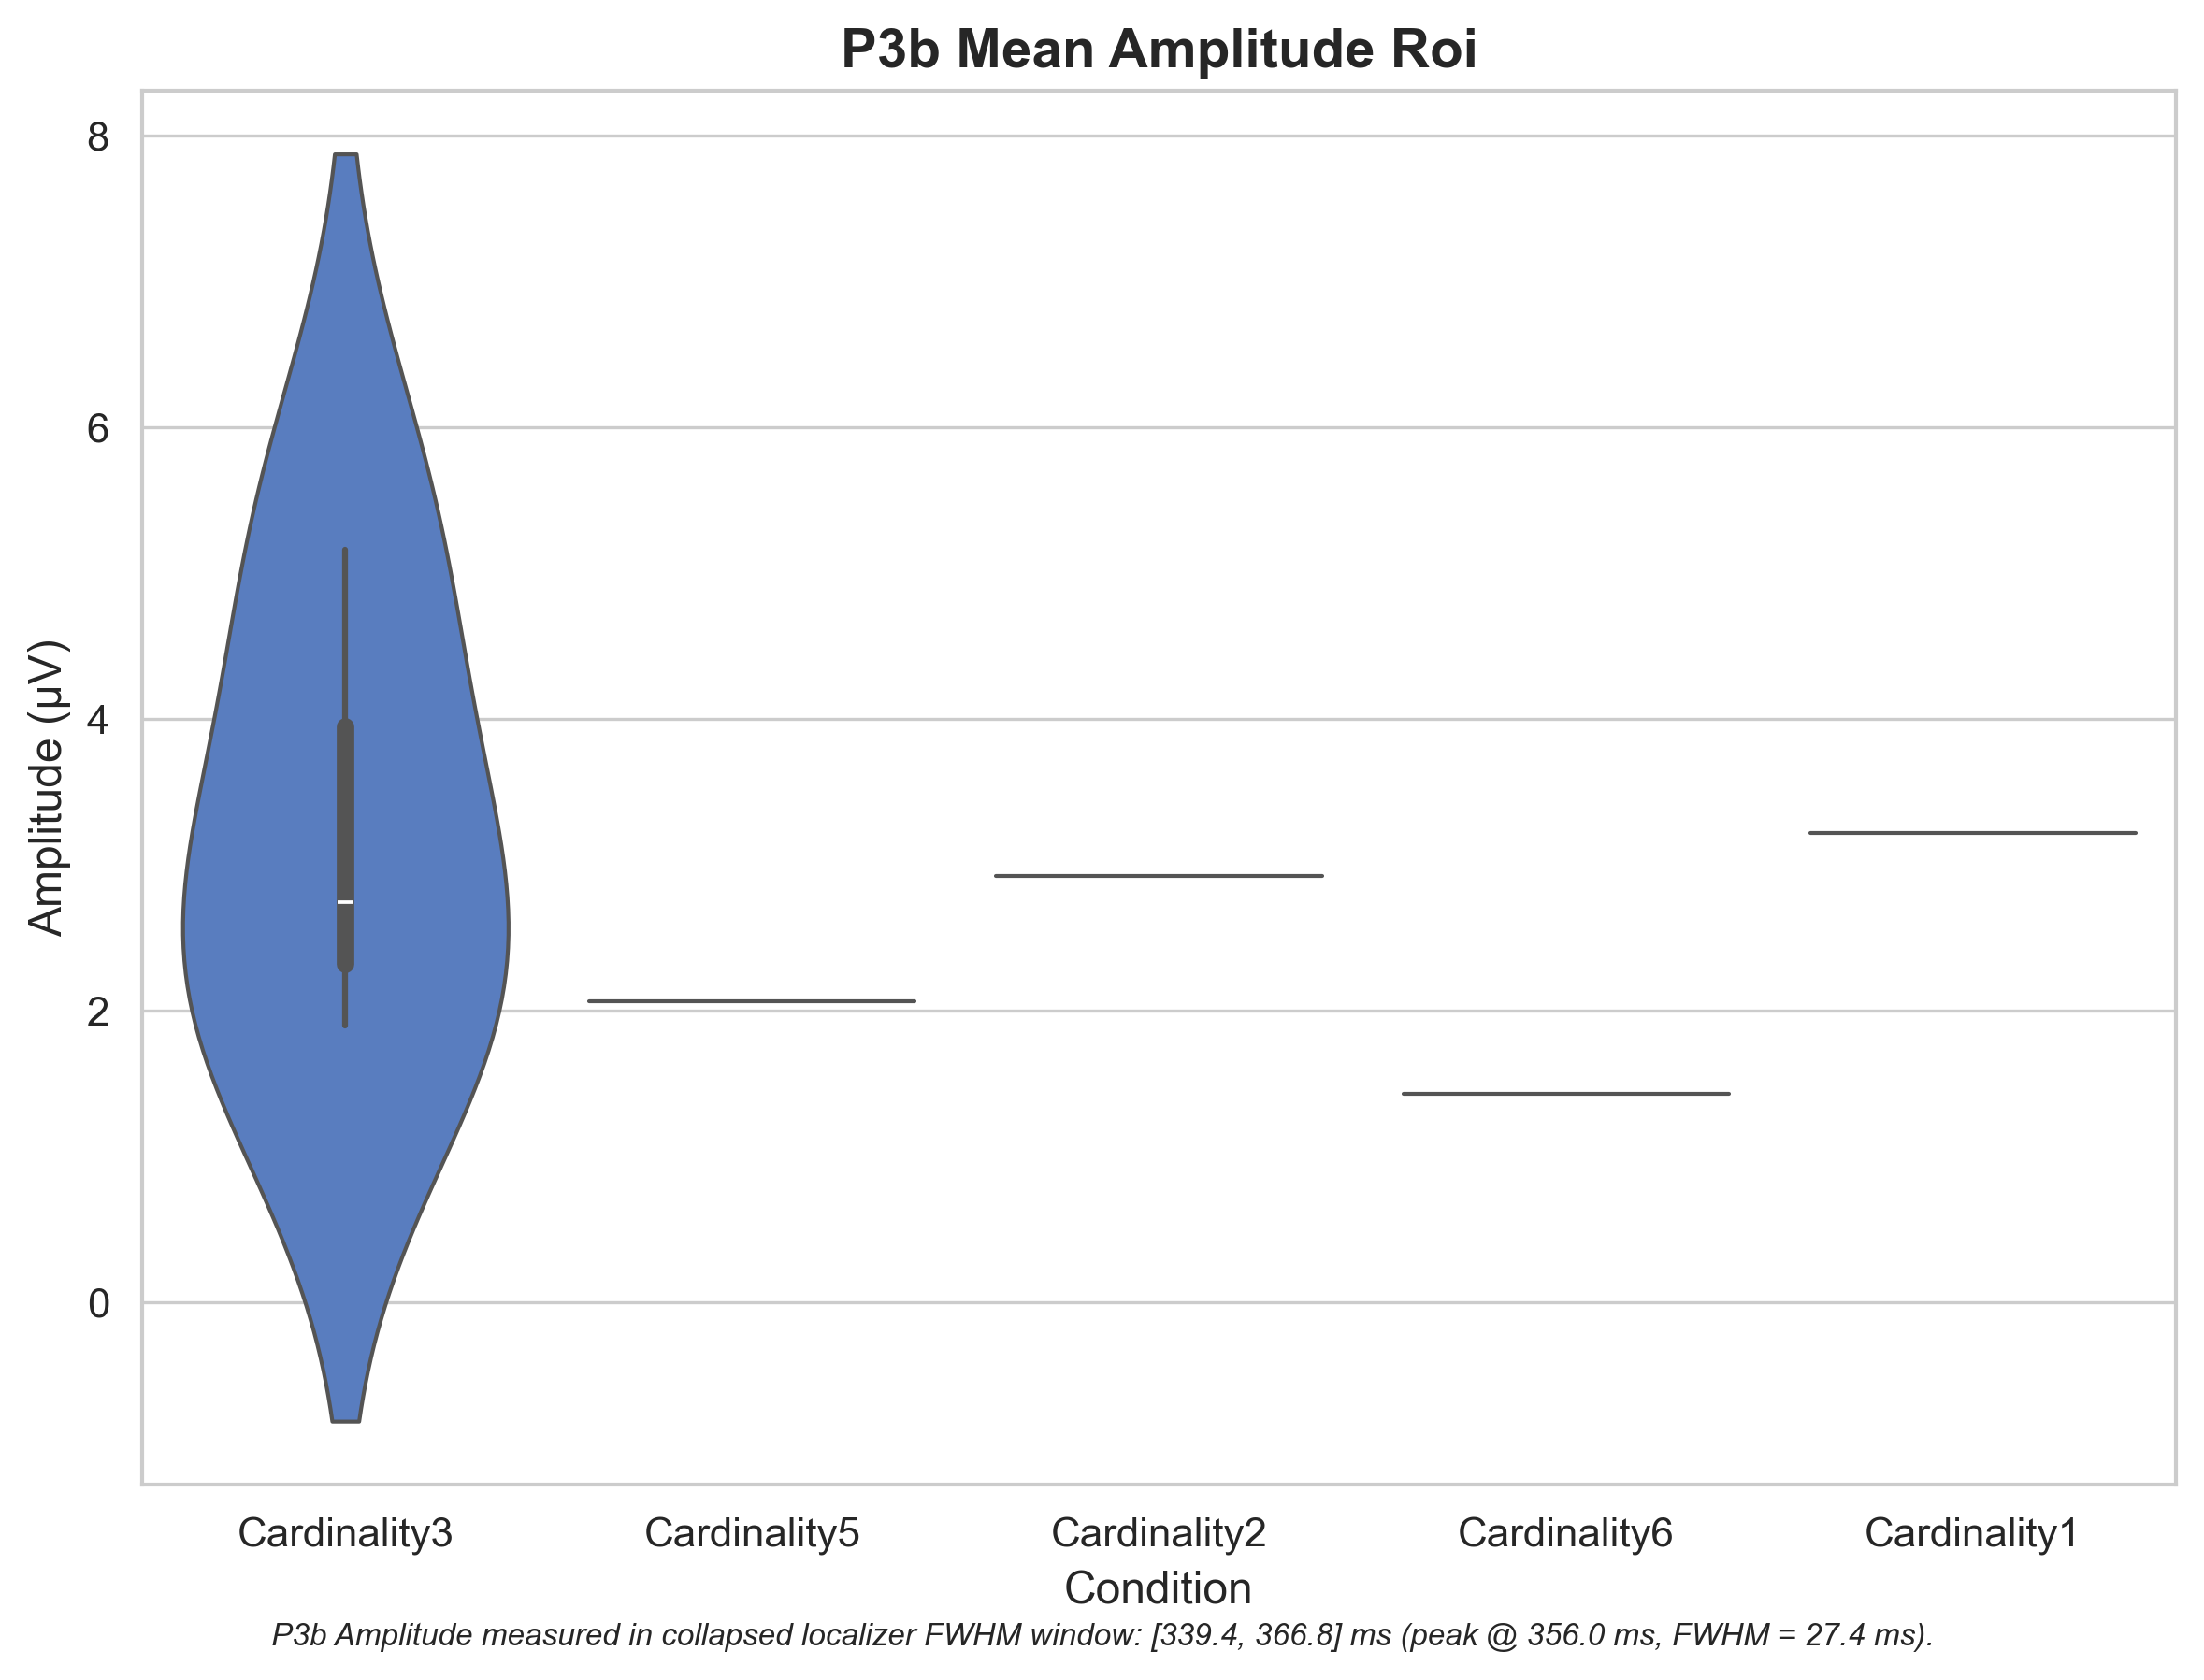 P3b Mean Amplitude Roi
Amplitude (µV)
8
6
4
2
0
Cardinality3 Cardinality5 Cardinality2 Cardinality6 Cardinality1
Condition
P3b Amplitude measured in collapsed localizer FWHM window: [339.4, 366.8] ms (peak @ 356.0 ms, FWHM = 27.4 ms).